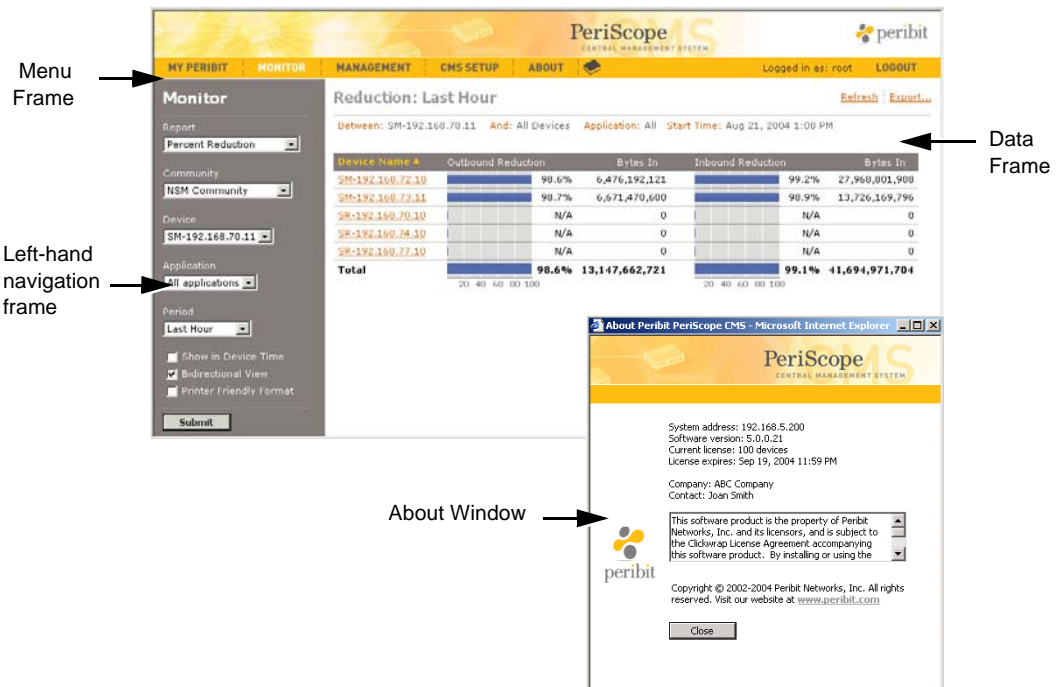 PeriScope
CENTRAL MANAGEMENT SYSTEM
peribit
MY PERIBIT MONITOR MANAGEMENT CMS SETUP ABOUT Logged in as: root LOGOUT
Menu
Frame
Monitor
Reduction: Last Hour
Refresh Export...
Between: SM-192.168.70.11 And: All Devices Application: All Start Time: Aug 21, 2004 1:00 PM
Data
Frame
Report
Percent Reduction
Community
NSM Community
Device
SM-192.168.70.11
Left-hand
navigation
frame
Application
All applications
Period
Last Hour
Show in Device Time
Bidirectional View
Printer Friendly Format
Submit
Device Name Outbound Reduction Bytes In Inbound Reduction Bytes In
SM-192.168.72.10 98.6% 6,476,192,121 99.2% 27,968,801,908
SM-192.168.73.11 98.7% 6,671,470,600 98.9% 13,726,169,796
SR-192.168.70.10 N/A 0 N/A 0
SR-192.168.74.10 N/A 0 N/A 0
SR-192.168.77.10 N/A 0 N/A 0
Total 98.6% 13,147,662,721 99.1% 41,694,971,704
20 40 60 80 100 20 40 60 80 100
About Peribit PeriScope CMS - Microsoft Internet Explorer
PeriScope
CENTRAL MANAGEMENT SYSTEM
System address: 192.168.5.200
Software version: 5.0.0.21
Current license: 100 devices
License expires: Sep 19, 2004 11:59 PM
Company: ABC Company
Contact: Joan Smith
About Window
This software product is the property of Peribit
Networks, Inc. and its licensors, and is subject to
the Clickwrap License Agreement accompanying
this software product. By installing or using the
peribit
Copyright © 2002-2004 Peribit Networks, Inc. All rights
reserved. Visit our website at www.peribit.com
Close